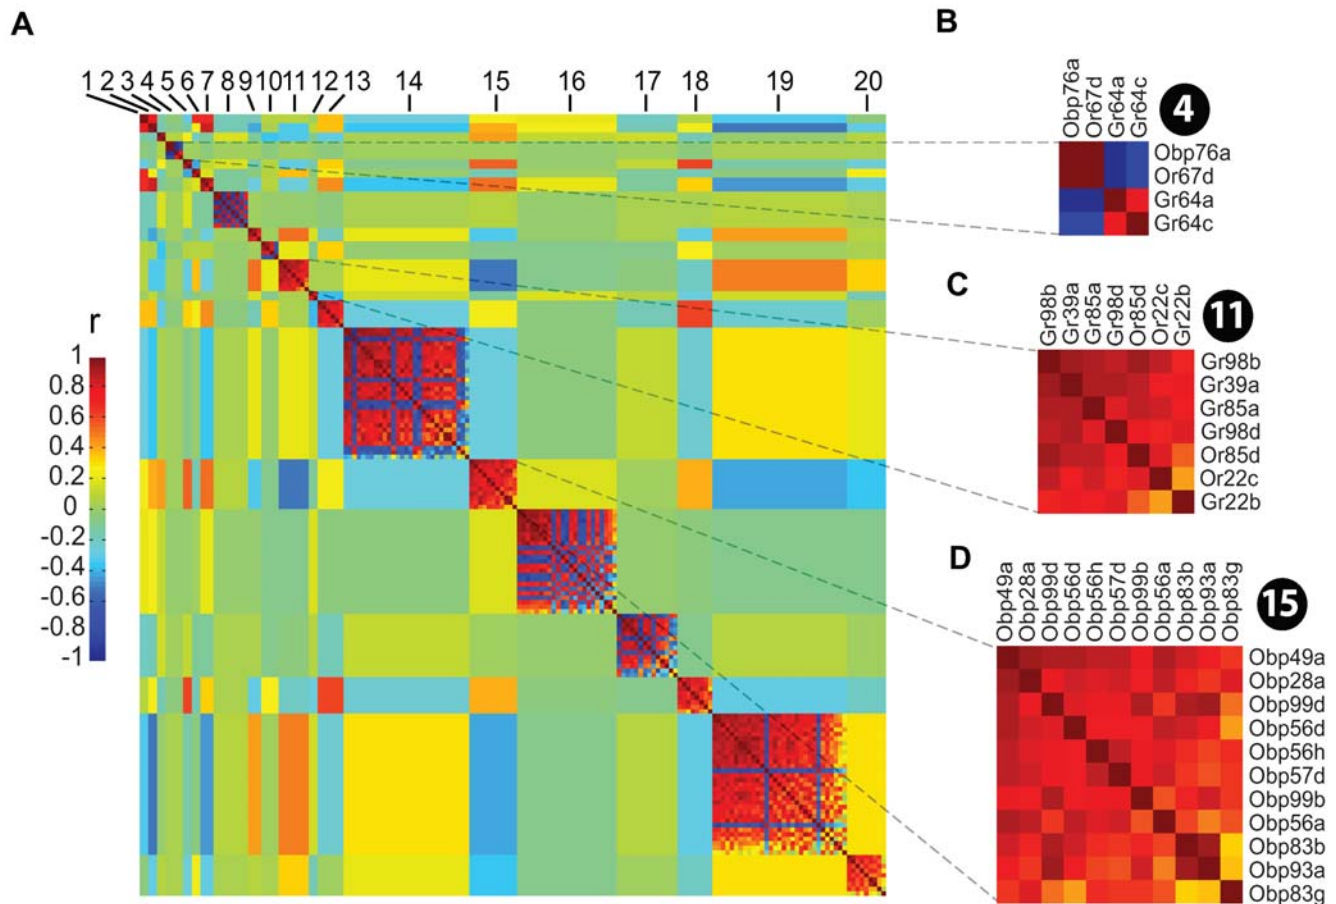 A
1 2 3 4 5 6 7 8 9 10 11 12 13 14 15 16 17 18 19 20
r
1
0.8
0.6
0.4
0.2
0
-0.2
-0.4
-0.6
-0.8
-1
B
Obp76a
Or67d
Gr64a
Gr64c
4
Obp76a
Or67d
Gr64a
Gr64c
C
Gr98b
Gr39a
Gr85a
Gr98d
Or85d
Or22c
Gr22b
11
Gr98b
Gr39a
Gr85a
Gr98d
Or85d
Or22c
Gr22b
D
Obp49a
Obp28a
Obp99d
Obp56d
Obp56h
Obp57d
Obp99b
Obp56a
Obp83b
Obp93a
Obp83g
15
Obp49a
Obp28a
Obp99d
Obp56d
Obp56h
Obp57d
Obp99b
Obp56a
Obp83b
Obp93a
Obp83g